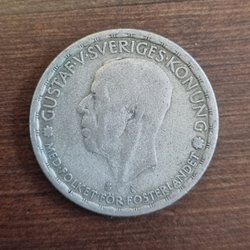 GUSTAF·V·SVERIGES·KONUNG
MED·FOLKET·FÖR·FOSTERLANDET